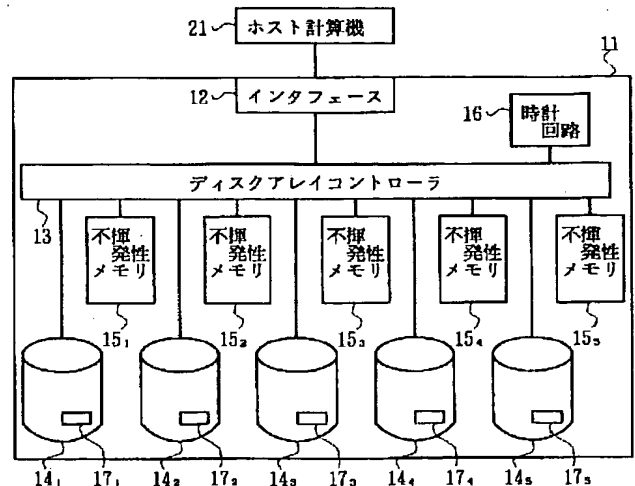 21 ホスト計算機
11
12 インタフェース
16 時計
回路
ディスクアレイコントローラ
13
不揮 不揮 不揮 不揮 不揮
発性 発性 発性 発性 発性
メモリ メモリ メモリ メモリ メモリ
15₁ 15₂ 15₃ 15₄ 15₅
14₁ 17₁ 14₂ 17₂ 14₃ 17₃ 14₄ 17₄ 14₅ 17₅